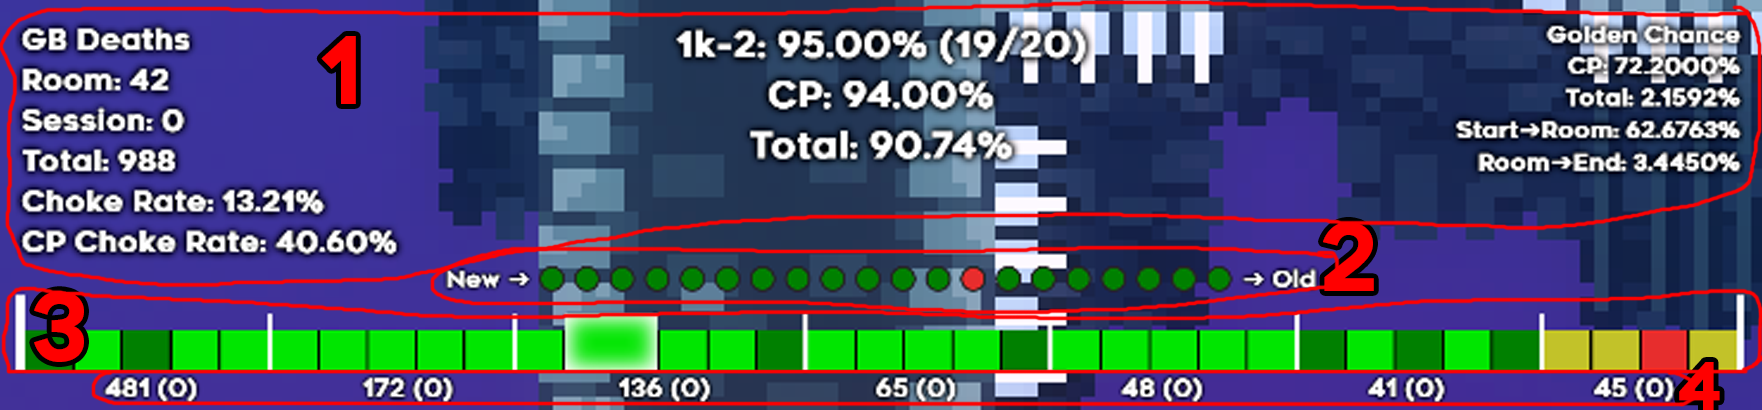 GB Deaths
Room: 42
Session: 0
Total: 988
Choke Rate: 13.21%
CP Choke Rate: 40.60%
1
1k-2: 95.00% (19/20)
CP: 94.00%
Total: 90.74%
Golden Chance
CP: 72.2000%
Total: 2.1592%
Start→Room: 62.6763%
Room→End: 3.4450%
New → → Old
2
3
481 (0) 172 (0) 136 (0) 65 (0) 48 (0) 41 (0) 45 (0)
4